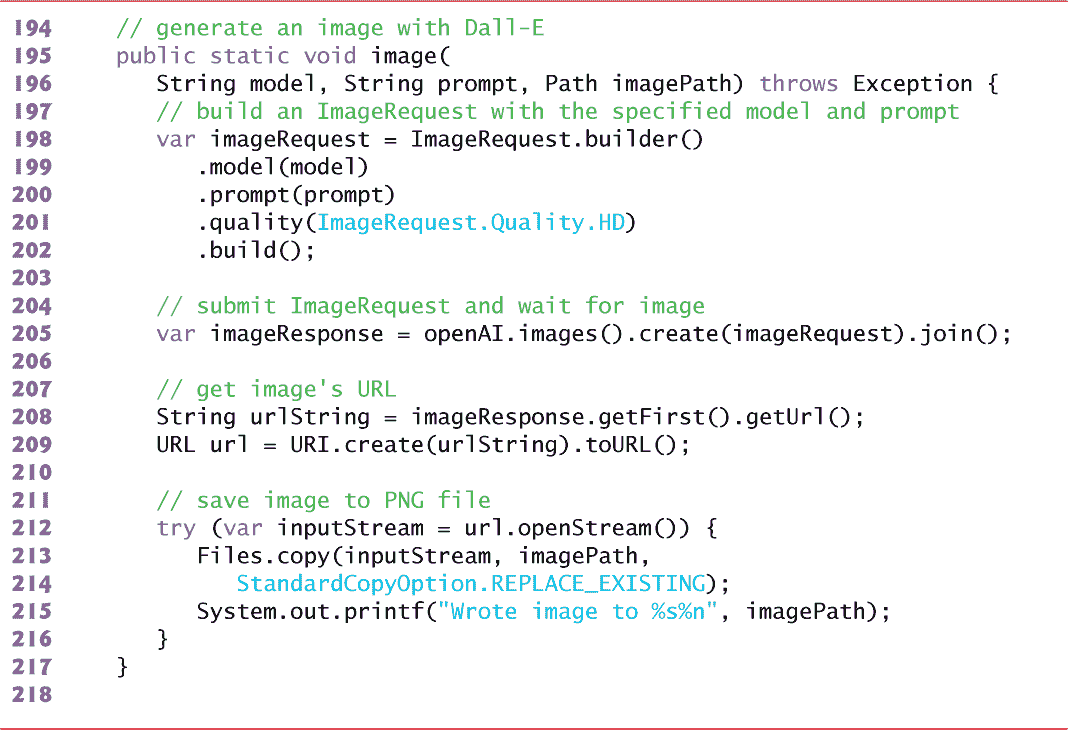 194 // generate an image with Dall-E
195 public static void image(
196 String model, String prompt, Path imagePath) throws Exception {
197 // build an ImageRequest with the specified model and prompt
198 var imageRequest = ImageRequest.builder()
199 .model(model)
200 .prompt(prompt)
201 .quality(ImageRequest.Quality.HD)
202 .build();
203
204 // submit ImageRequest and wait for image
205 var imageResponse = openAI.images().create(imageRequest).join();
206
207 // get image's URL
208 String urlString = imageResponse.getFirst().getUrl();
209 URL url = URI.create(urlString).toURL();
210
211 // save image to PNG file
212 try (var inputStream = url.openStream()) {
213 Files.copy(inputStream, imagePath,
214 StandardCopyOption.REPLACE_EXISTING);
215 System.out.printf("Wrote image to %s%n", imagePath);
216 }
217 }
218